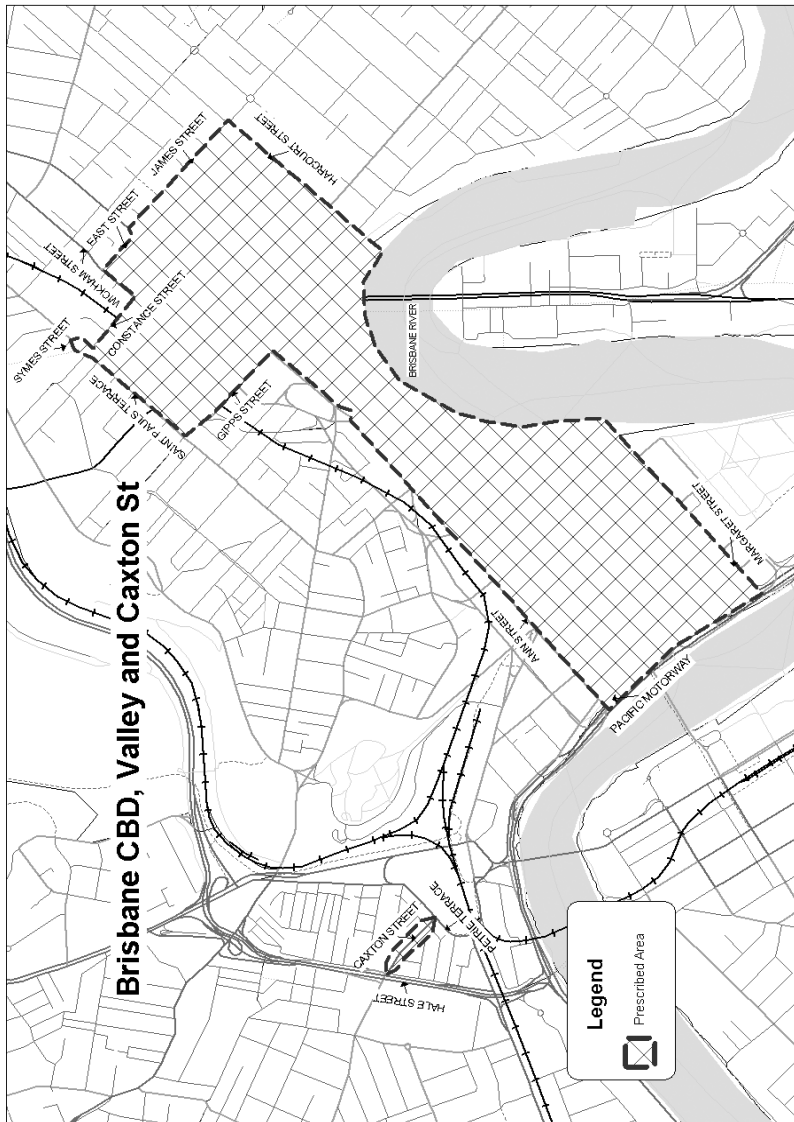 Brisbane CBD, Valley and Caxton St
SYMES STREET
WICKHAM STREET
EAST STREET
JAMES STREET
CONSTANCE STREET
HARCOURT STREET
SAINT PAULS TERRACE
GIPPS STREET
BRISBANE RIVER
ANN STREET
MARGARET STREET
PACIFIC MOTORWAY
CAXTON STREET
PETRIE TERRACE
HALE STREET
Legend
Prescribed Area